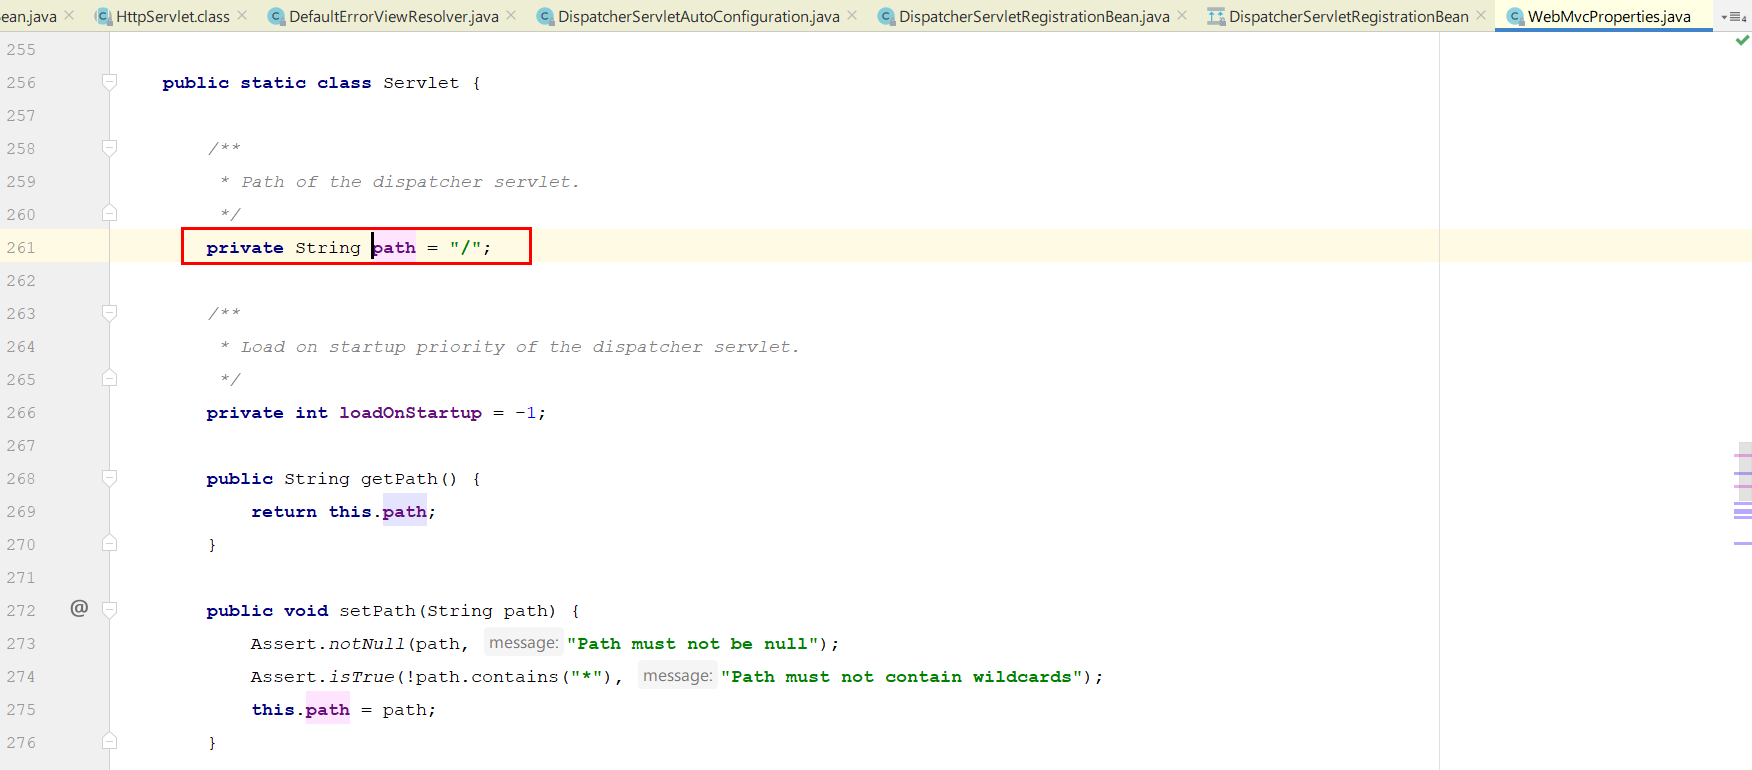 ean.java HttpServlet.class DefaultErrorViewResolver.java DispatcherServletAutoConfiguration.java DispatcherServletRegistrationBean.java DispatcherServletRegistrationBean WebMvcProperties.java 4
255
256 public static class Servlet {
257
258 /**
259 * Path of the dispatcher servlet.
260 */
261 private String path = "/";
262
263 /**
264 * Load on startup priority of the dispatcher servlet.
265 */
266 private int loadOnStartup = -1;
267
268 public String getPath() {
269 return this.path;
270 }
271
272 @ public void setPath(String path) {
273 Assert.notNull(path, message: "Path must not be null");
274 Assert.isTrue(!path.contains("*"), message: "Path must not contain wildcards");
275 this.path = path;
276 }